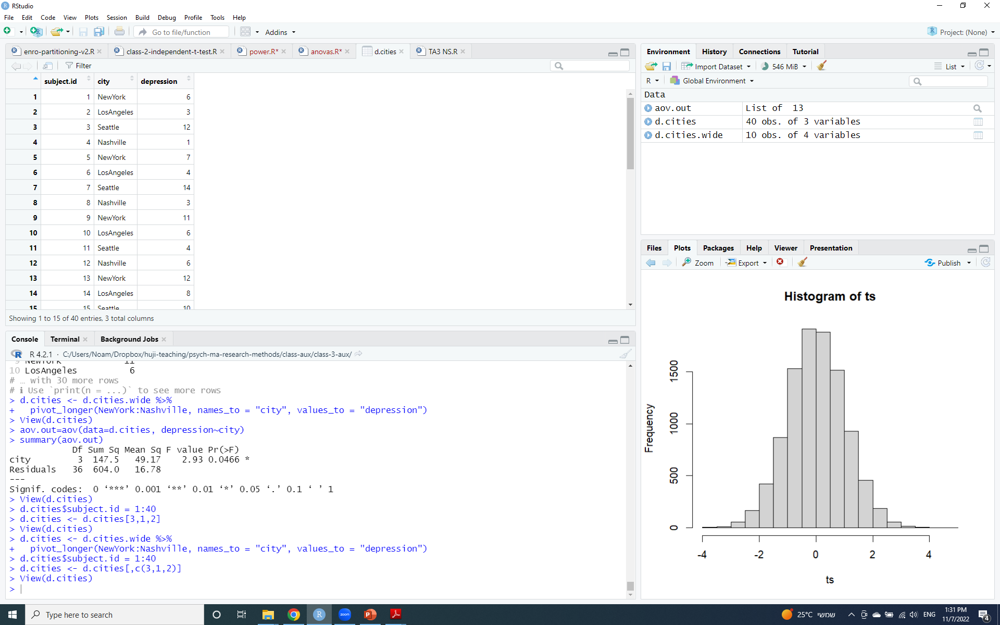 RStudio
File Edit Code View Plots Session Build Debug Profile Tools Help
Go to file/function Addins Project: (None)
enro-partitioning-v2.R class-2-independent-t-test.R power.R* anovas.R* d.cities TA3 NS.R
Filter
subject.id city depression
1 1 NewYork 6
2 2 LosAngeles 3
3 3 Seattle 12
4 4 Nashville 1
5 5 NewYork 7
6 6 LosAngeles 4
7 7 Seattle 14
8 8 Nashville 3
9 9 NewYork 11
10 10 LosAngeles 6
11 11 Seattle 4
12 12 Nashville 6
13 13 NewYork 12
14 14 LosAngeles 8
15 15 Seattle 10
Showing 1 to 15 of 40 entries, 3 total columns
Console Terminal Background Jobs
R 4.2.1 · C:/Users/Noam/Dropbox/huji-teaching/psych-ma-research-methods/class-aux/class-3-aux/
9 NewYork 11
10 LosAngeles 6
# … with 30 more rows
# ℹ Use `print(n = ...)` to see more rows
> d.cities <- d.cities.wide %>%
+   pivot_longer(NewYork:Nashville, names_to = "city", values_to = "depression")
> View(d.cities)
> aov.out=aov(data=d.cities, depression~city)
> summary(aov.out)
Df Sum Sq Mean Sq F value Pr(>F)
city 3 147.5 49.17 2.93 0.0466 *
Residuals 36 604.0 16.78
---
Signif. codes:  0 ‘***’ 0.001 ‘**’ 0.01 ‘*’ 0.05 ‘.’ 0.1 ‘ ’ 1
> View(d.cities)
> d.cities$subject.id = 1:40
> d.cities <- d.cities[3,1,2]
> View(d.cities)
> d.cities <- d.cities.wide %>%
+   pivot_longer(NewYork:Nashville, names_to = "city", values_to = "depression")
> d.cities$subject.id = 1:40
> d.cities <- d.cities[,c(3,1,2)]
> View(d.cities)
>
Environment History Connections Tutorial
Import Dataset 546 MiB List
R Global Environment
Data
aov.out List of  13
d.cities 40 obs. of 3 variables
d.cities.wide 10 obs. of 4 variables
Files Plots Packages Help Viewer Presentation
Zoom Export Publish
Histogram of ts
Frequency
1500
1000
500
0
-4 -2 0 2 4
ts
Type here to search
zoom
25°C שמשי ENG 1:31 PM
11/7/2022
4